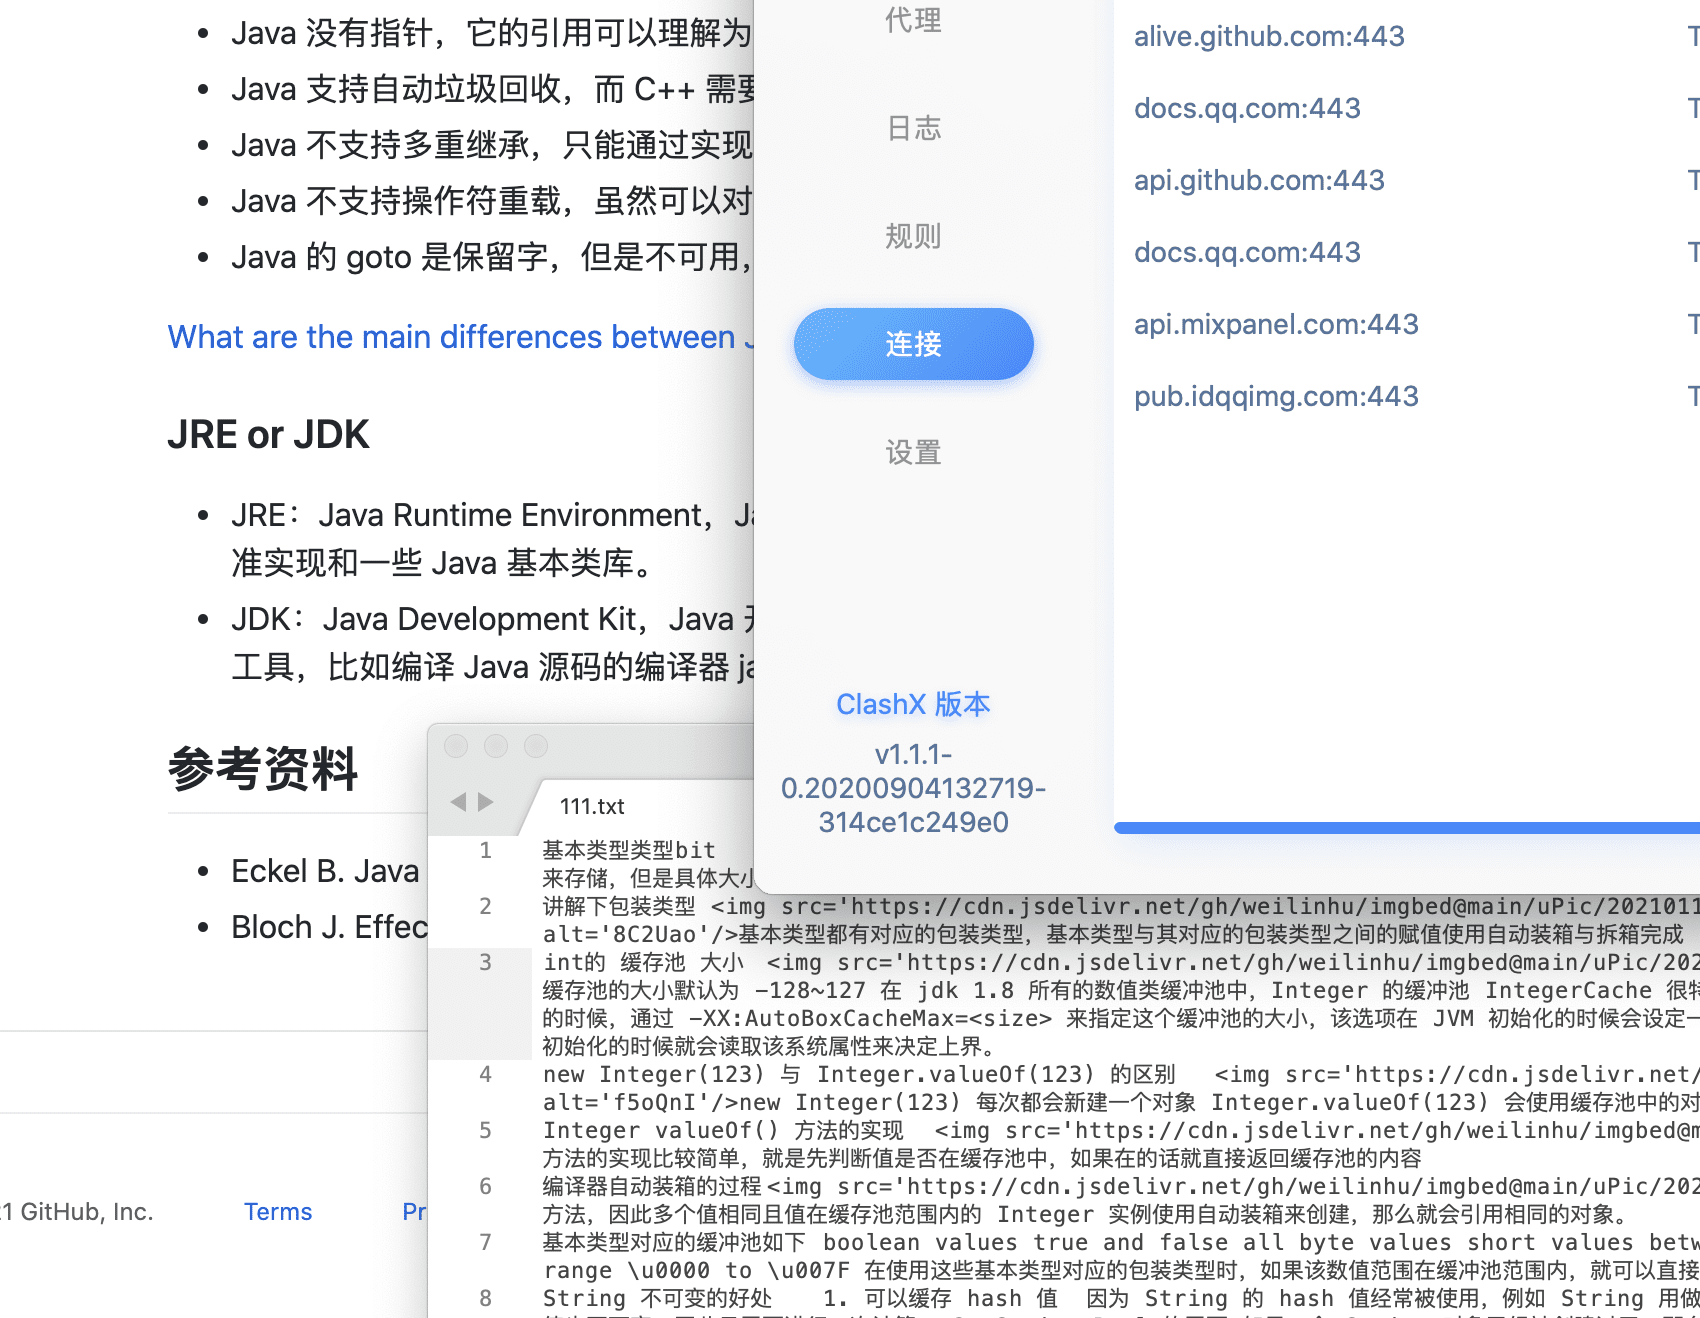 Java 没有指针，它的引用可以理解为
Java 支持自动垃圾回收，而 C++ 需要
Java 不支持多重继承，只能通过实现
Java 不支持操作符重载，虽然可以对
Java 的 goto 是保留字，但是不可用，
What are the main differences between
JRE or JDK
JRE：Java Runtime Environment，Ja
准实现和一些 Java 基本类库。
JDK：Java Development Kit，Java 开
工具，比如编译 Java 源码的编译器 ja
参考资料
Eckel B. Java
Bloch J. Effec
21 GitHub, Inc.
Terms
Pr
代理
日志
规则
连接
设置
ClashX 版本
v1.1.1-
0.20200904132719-
314ce1c249e0
alive.github.com:443 T
docs.qq.com:443 T
api.github.com:443 T
docs.qq.com:443 T
api.mixpanel.com:443 T
pub.idqqimg.com:443 T
111.txt
1 基本类型类型bit
来存储，但是具体大小
2 讲解下包装类型 <img src='https://cdn.jsdelivr.net/gh/weilinhu/imgbed@main/uPic/2021011
alt='8C2Uao'/>基本类型都有对应的包装类型，基本类型与其对应的包装类型之间的赋值使用自动装箱与拆箱完成
3 int的 缓存池 大小 <img src='https://cdn.jsdelivr.net/gh/weilinhu/imgbed@main/uPic/202
缓存池的大小默认为 -128~127 在 jdk 1.8 所有的数值类缓冲池中，Integer 的缓冲池 IntegerCache 很特
的时候，通过 -XX:AutoBoxCacheMax=<size> 来指定这个缓冲池的大小，该选项在 JVM 初始化的时候会设定一
初始化的时候就会读取该系统属性来决定上界。
4 new Integer(123) 与 Integer.valueOf(123) 的区别 <img src='https://cdn.jsdelivr.net/
alt='f5oQnI'/>new Integer(123) 每次都会新建一个对象 Integer.valueOf(123) 会使用缓存池中的对
5 Integer valueOf() 方法的实现 <img src='https://cdn.jsdelivr.net/gh/weilinhu/imgbed@m
方法的实现比较简单，就是先判断值是否在缓存池中，如果在的话就直接返回缓存池的内容
6 编译器自动装箱的过程<img src='https://cdn.jsdelivr.net/gh/weilinhu/imgbed@main/uPic/202
方法，因此多个值相同且值在缓存池范围内的 Integer 实例使用自动装箱来创建，那么就会引用相同的对象。
7 基本类型对应的缓冲池如下 boolean values true and false all byte values short values betw
range \u0000 to \u007F 在使用这些基本类型对应的包装类型时，如果该数值范围在缓冲池范围内，就可以直接
8 String 不可变的好处 1. 可以缓存 hash 值 因为 String 的 hash 值经常被使用，例如 String 用做